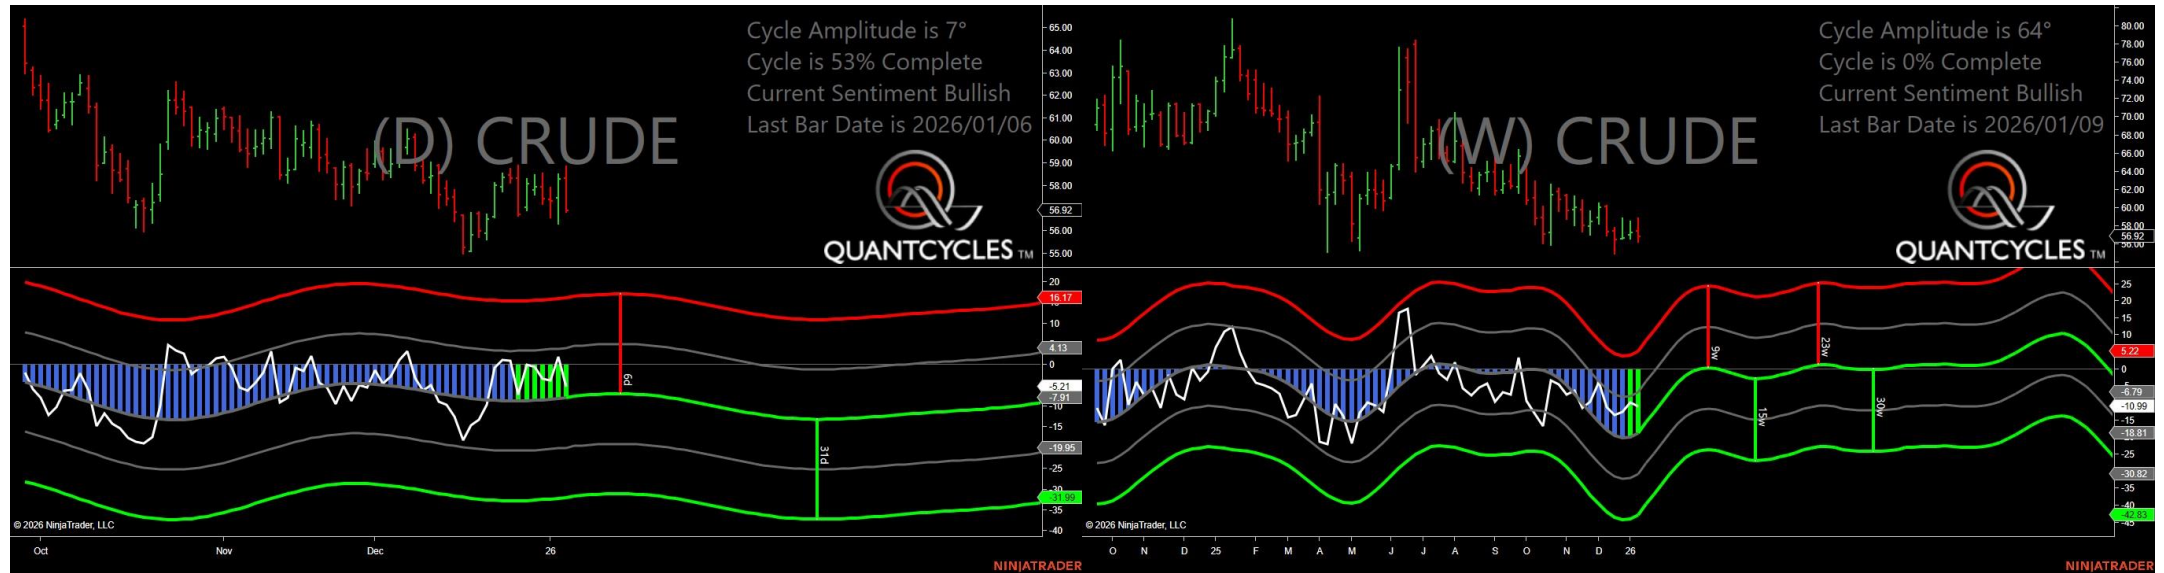 Cycle Amplitude is 7°
Cycle is 53% Complete
Current Sentiment Bullish
Last Bar Date is 2026/01/06
(D) CRUDE
QUANTCYCLES TM
65.00
64.00
63.00
62.00
61.00
60.00
59.00
58.00
56.92
56.00
55.00
20
16.17
10
4.13
0
-5.21
-7.91
-10
-15
-19.95
-25
-31.99
-35
-40
6d
31d
© 2026 NinjaTrader, LLC
Oct Nov Dec 26
NINJATRADER
Cycle Amplitude is 64°
Cycle is 0% Complete
Current Sentiment Bullish
Last Bar Date is 2026/01/09
(W) CRUDE
QUANTCYCLES TM
80.00
78.00
76.00
74.00
72.00
70.00
68.00
66.00
64.00
62.00
60.00
58.00
56.92
25
20
15
10
5.22
0
-6.79
-10.99
-15
-18.81
-25
-30.82
-35
-42.83
-45
9w
15w
23w
30w
© 2026 NinjaTrader, LLC
O N D 25 F M A M J J A S O N D 26
NINJATRADER